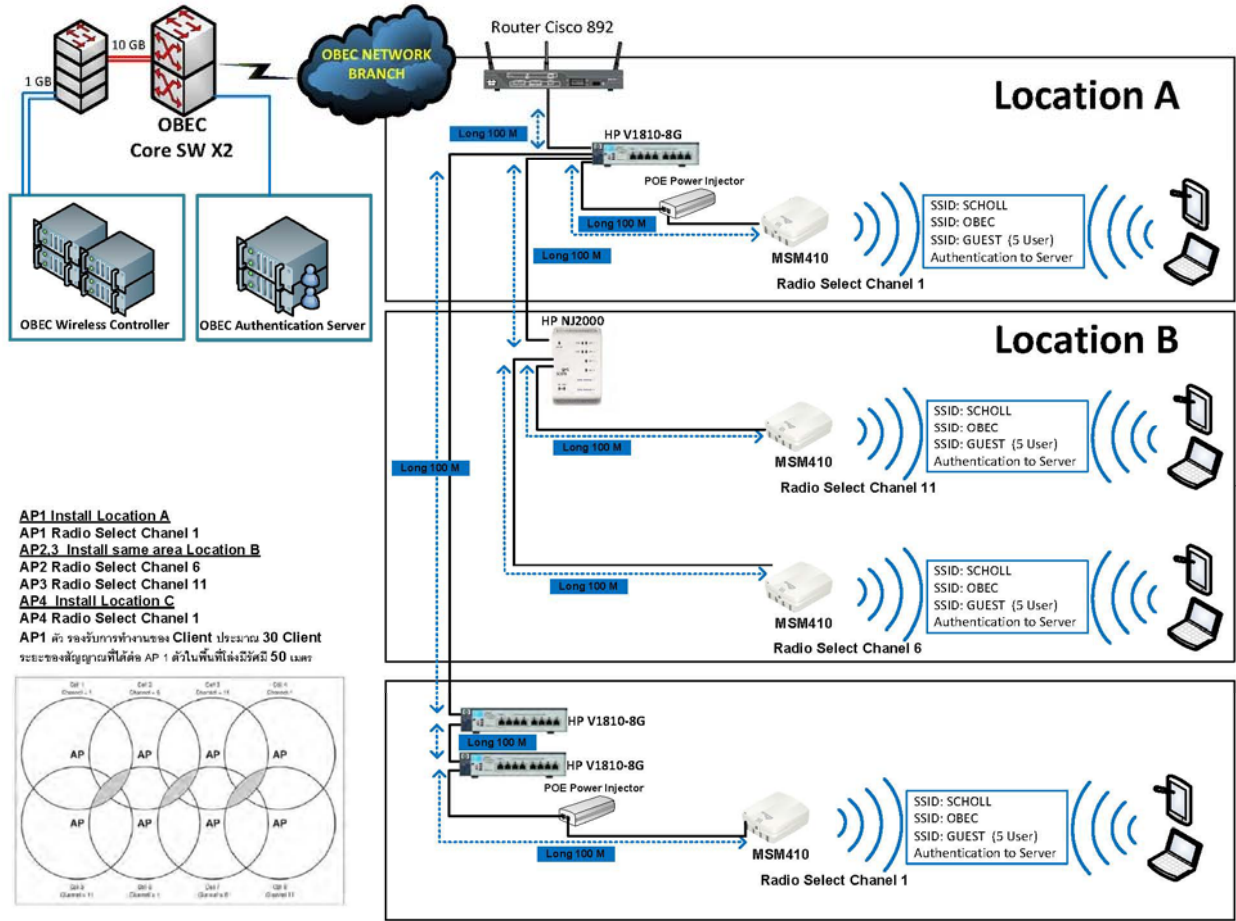 10 GB
1 GB
OBEC
Core SW X2
OBEC NETWORK
BRANCH
OBEC Wireless Controller
OBEC Authentication Server
Router Cisco 892
Location A
Long 100 M
HP V1810-8G
POE Power Injector
Long 100 M
Long 100 M
MSM410
Radio Select Chanel 1
SSID: SCHOLL
SSID: OBEC
SSID: GUEST (5 User)
Authentication to Server
Location B
HP NJ2000
Long 100 M
MSM410
Radio Select Chanel 11
SSID: SCHOLL
SSID: OBEC
SSID: GUEST (5 User)
Authentication to Server
Long 100 M
Long 100 M
MSM410
Radio Select Chanel 6
SSID: SCHOLL
SSID: OBEC
SSID: GUEST (5 User)
Authentication to Server
HP V1810-8G
Long 100 M
HP V1810-8G
POE Power Injector
Long 100 M
MSM410
Radio Select Chanel 1
SSID: SCHOLL
SSID: OBEC
SSID: GUEST (5 User)
Authentication to Server
AP1 Install Location A
AP1 Radio Select Chanel 1
AP2,3 Install same area Location B
AP2 Radio Select Chanel 6
AP3 Radio Select Chanel 11
AP4 Install Location C
AP4 Radio Select Chanel 1
AP1 ตัว รองรับการทำงานของ Client ประมาณ 30 Client
ระยะของสัญญาณที่ได้ต่อ AP 1 ตัวในพื้นที่โล่งมีรัศมี 50 เมตร
AP AP AP AP
AP AP AP AP